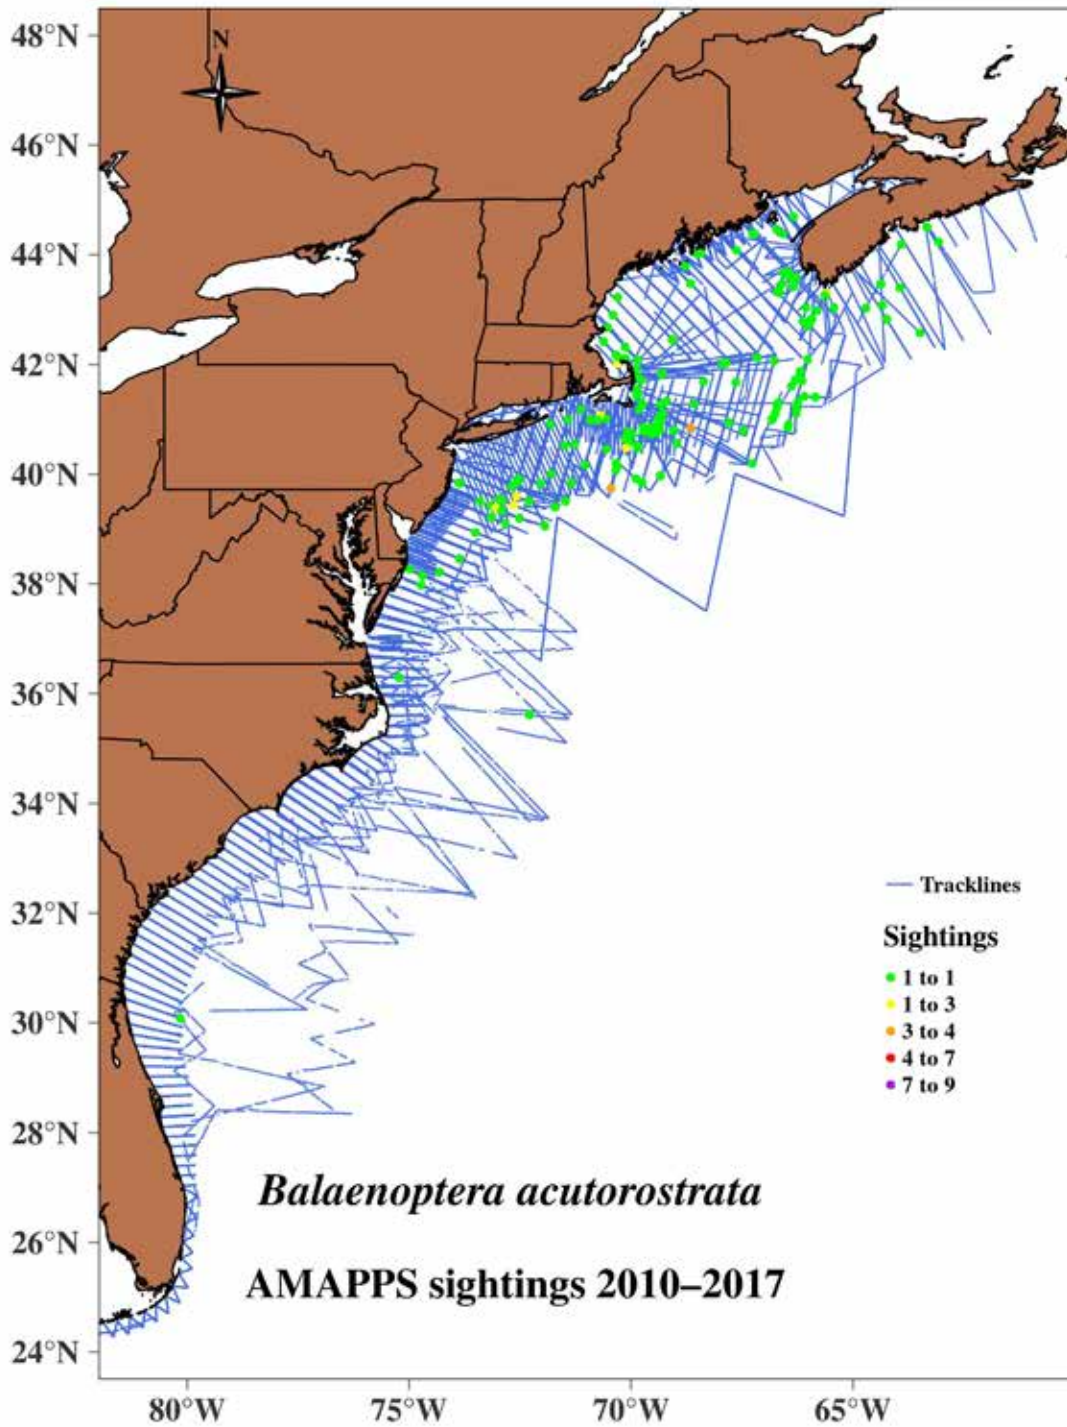 N
48°N
46°N
44°N
42°N
40°N
38°N
36°N
34°N
32°N
30°N
28°N
26°N
24°N
Tracklines
Sightings
1 to 1
1 to 3
3 to 4
4 to 7
7 to 9
Balaenoptera acutorostrata
AMAPPS sightings 2010–2017
80°W 75°W 70°W 65°W